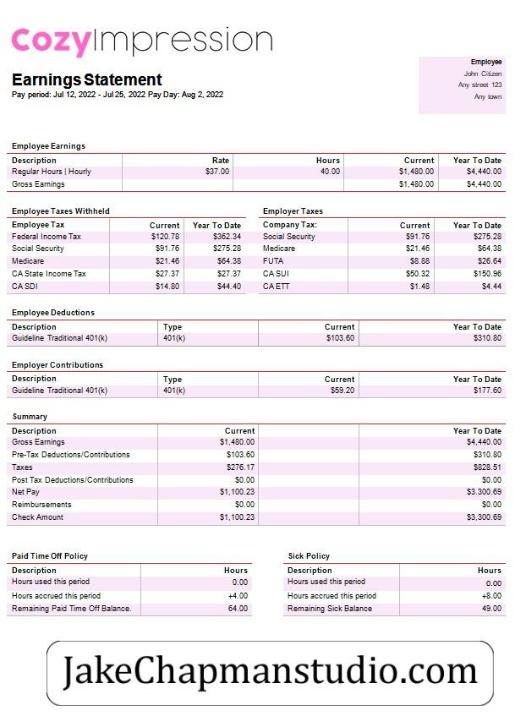 CozyImpression
Employee
John Citizen
Any street 123
Any town
Earnings Statement
Pay period: Jul 12, 2022 - Jul 25, 2022 Pay Day: Aug 2, 2022
Employee Earnings
Description Rate Hours Current Year To Date
Regular Hours | Hourly $37.00 40.00 $1,480.00 $4,440.00
Gross Earnings $1,480.00 $4,440.00
Employee Taxes Withheld
Employee Tax Current Year To Date
Federal Income Tax $120.78 $362.34
Social Security $91.76 $275.28
Medicare $21.46 $64.38
CA State Income Tax $27.37 $27.37
CA SDI $14.80 $44.40
Employer Taxes
Company Tax: Current Year To Date
Social Security $91.76 $275.28
Medicare $21.46 $64.38
FUTA $8.88 $26.64
CA SUI $50.32 $150.96
CA ETT $1.48 $4.44
Employee Deductions
Description Type Current Year To Date
Guideline Traditional 401(k) 401(k) $103.60 $310.80
Employer Contributions
Description Type Current Year To Date
Guideline Traditional 401(k) 401(k) $59.20 $177.60
Summary
Description Current Year To Date
Gross Earnings $1,480.00 $4,440.00
Pre-Tax Deductions/Contributions $103.60 $310.80
Taxes $276.17 $828.51
Post Tax Deductions/Contributions $0.00 $0.00
Net Pay $1,100.23 $3.300.69
Reimbursements $0.00 $0.00
Check Amount $1,100.23 $3,300.69
Paid Time Off Policy
Description Hours
Hours used this period 0.00
Hours accrued this period +4.00
Remaining Paid Time Off Balance. 64.00
Sick Policy
Description Hours
Hours used this period 0.00
Hours accrued this period +8.00
Remaining Sick Balance 49.00
JakeChapmanstudio.com